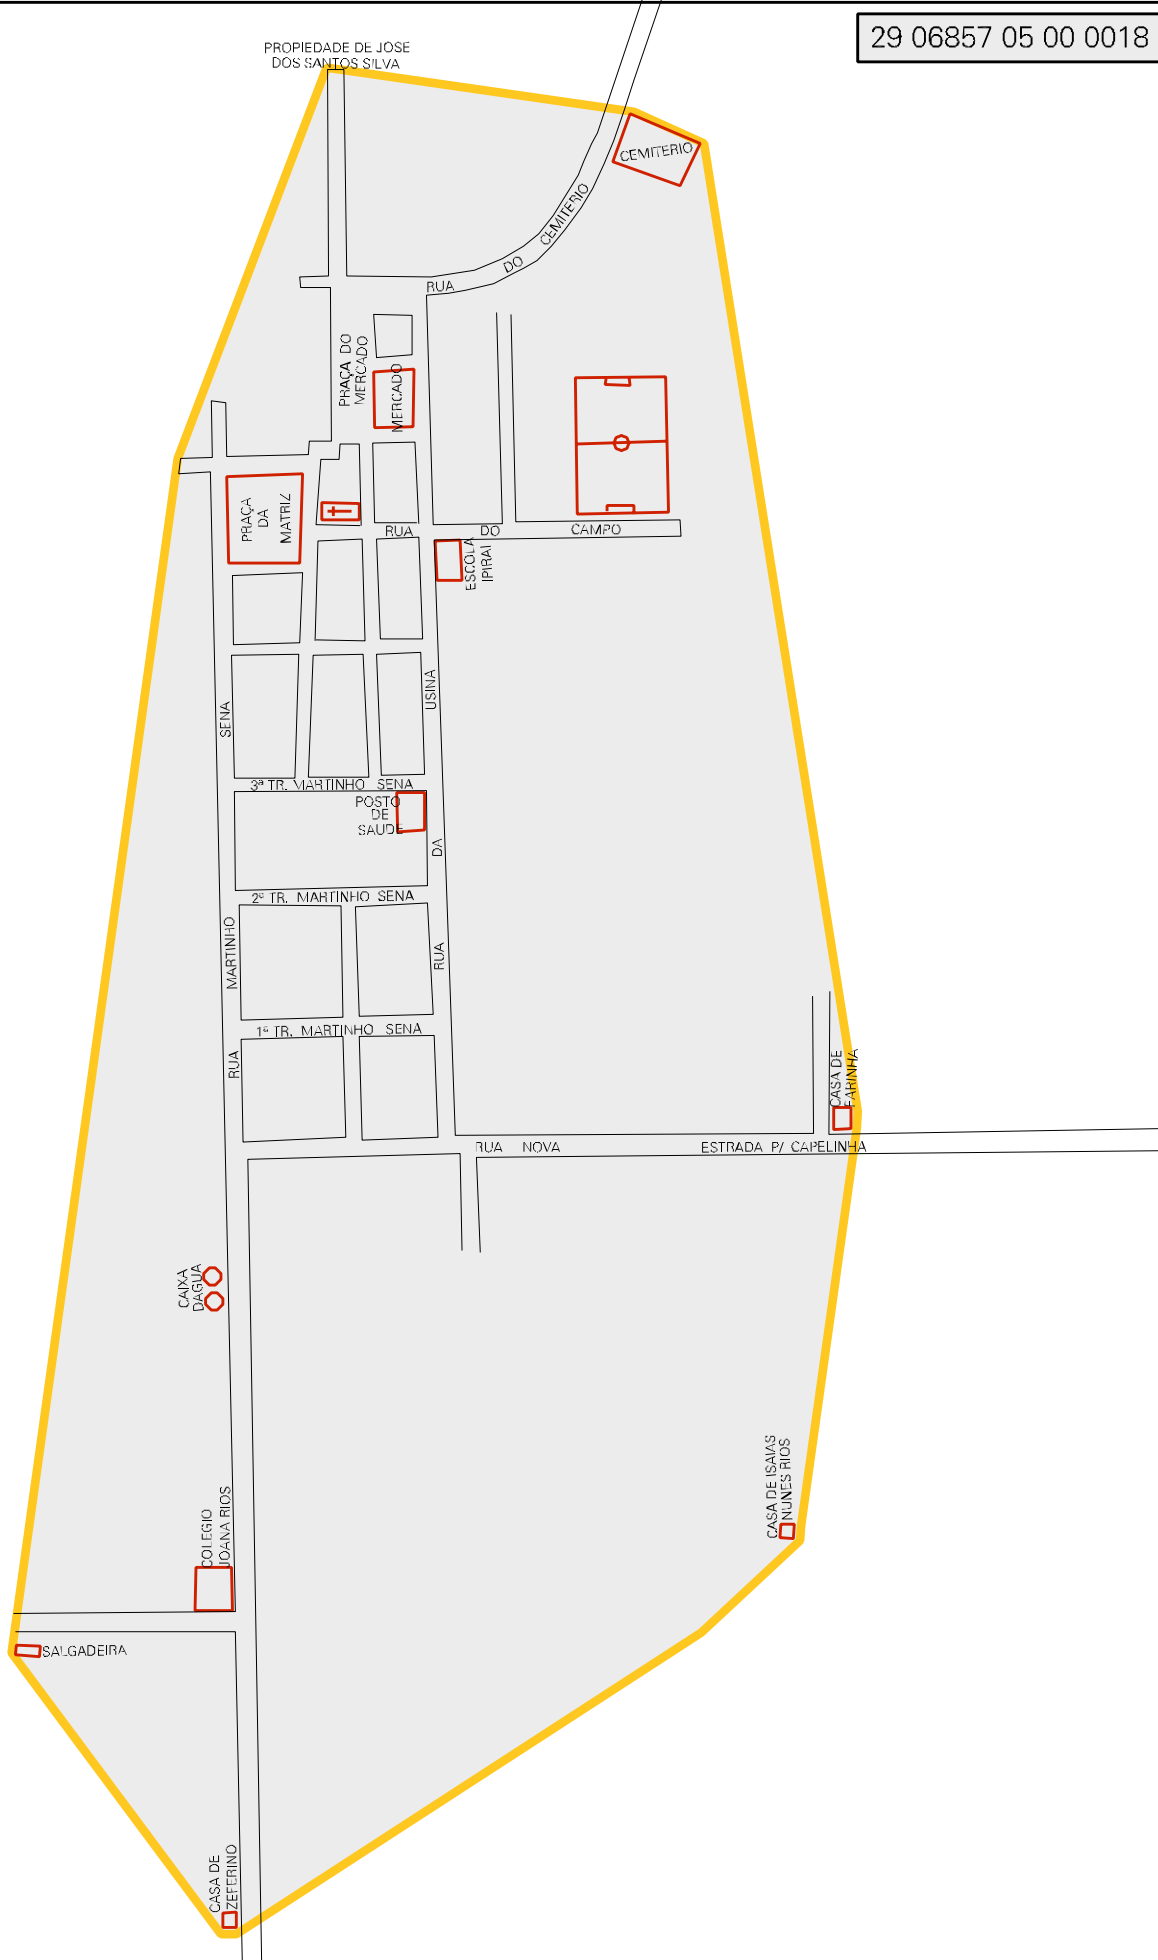 29 06857 05 00 0018
PROPIEDADE DE JOSE
DOS SANTOS SILVA
CEMITERIO
RUA DO CEMITERIO
PRAÇA DO
MERCADO
MERCADO
PRAÇA
DA
MATRIZ
RUA DO CAMPO
ESCOLA
IPIRAI
RUA MARTINHO SENA
RUA DA USINA
3ª TR. MARTINHO SENA
POSTO
DE
SAUDE
2ª TR. MARTINHO SENA
1ª TR. MARTINHO SENA
CASA DE
FARINHA
RUA NOVA
ESTRADA P/ CAPELINHA
CAIXA
DAGUA
CASA DE ISAIAS
NUNES RIOS
COLEGIO
JOANA RIOS
SALGADEIRA
CASA DE
ZEFERINO